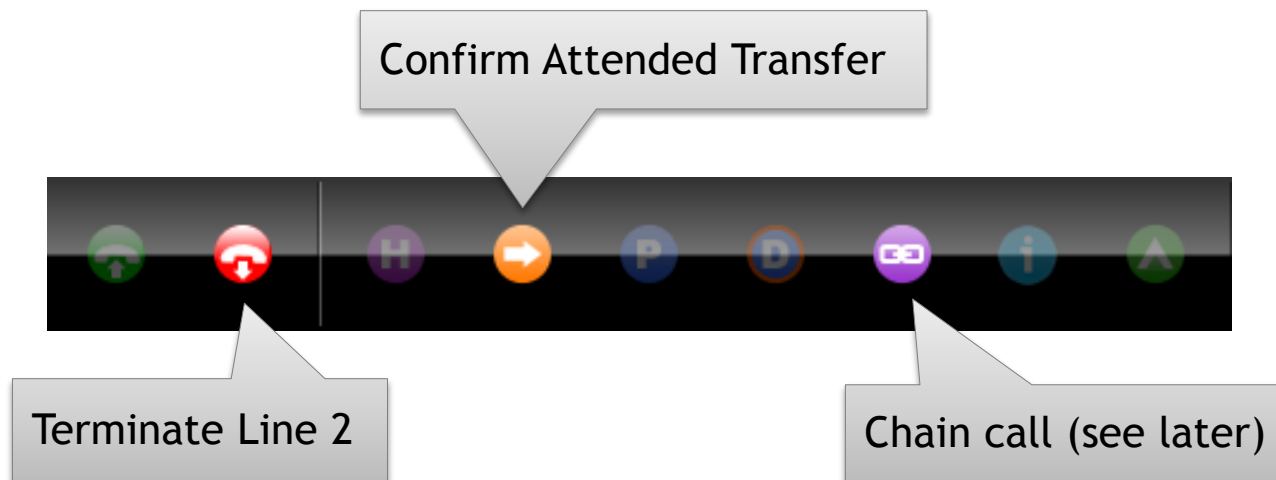 Confirm Attended Transfer
H P D i
Terminate Line 2
Chain call (see later)